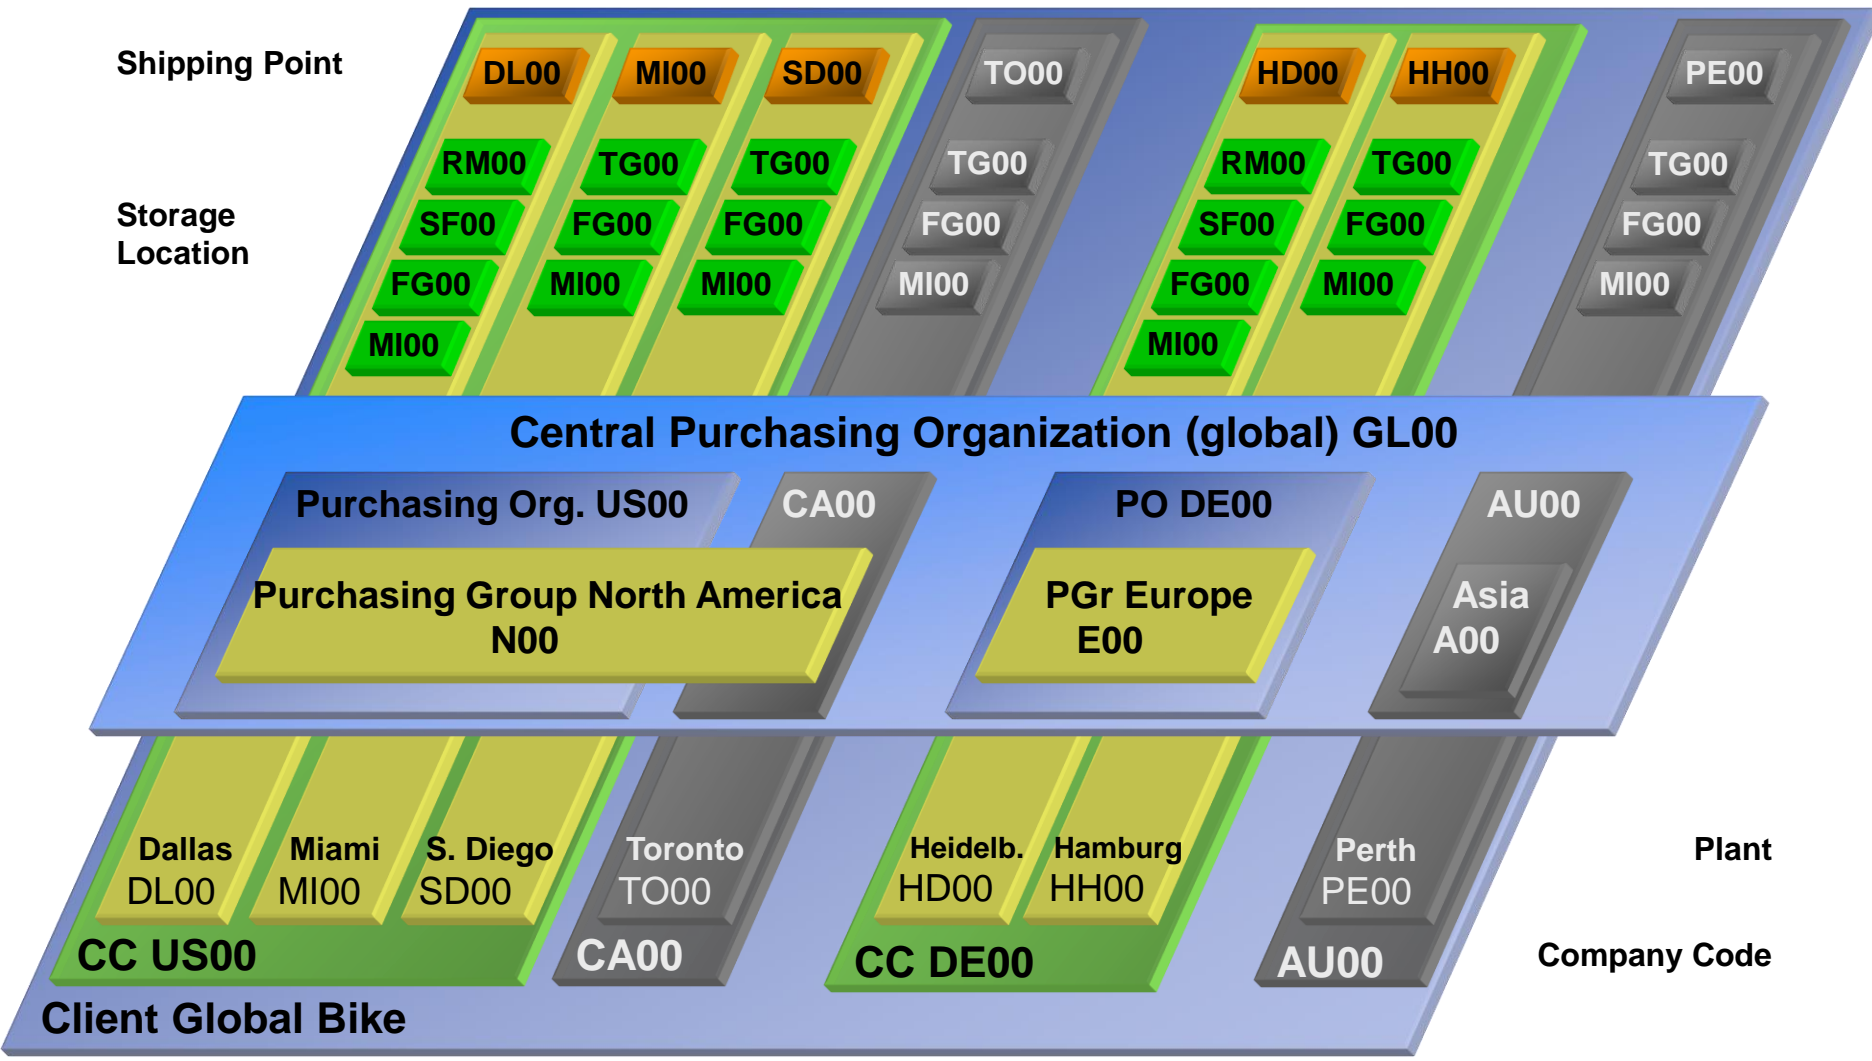 Shipping Point
DL00 MI00 SD00 TO00 HD00 HH00 PE00
RM00 TG00 TG00 TG00 RM00 TG00 TG00
Storage
Location
SF00 FG00 FG00 FG00 SF00 FG00 FG00
FG00 MI00 MI00 MI00 FG00 MI00 MI00
MI00 MI00
Central Purchasing Organization (global) GL00
Purchasing Org. US00 CA00 PO DE00 AU00
Purchasing Group North America
N00
PGr Europe
E00
Asia
A00
Dallas Miami S. Diego Toronto Heidelb. Hamburg Perth Plant
DL00 MI00 SD00 TO00 HD00 HH00 PE00
CC US00 CA00 CC DE00 AU00 Company Code
Client Global Bike